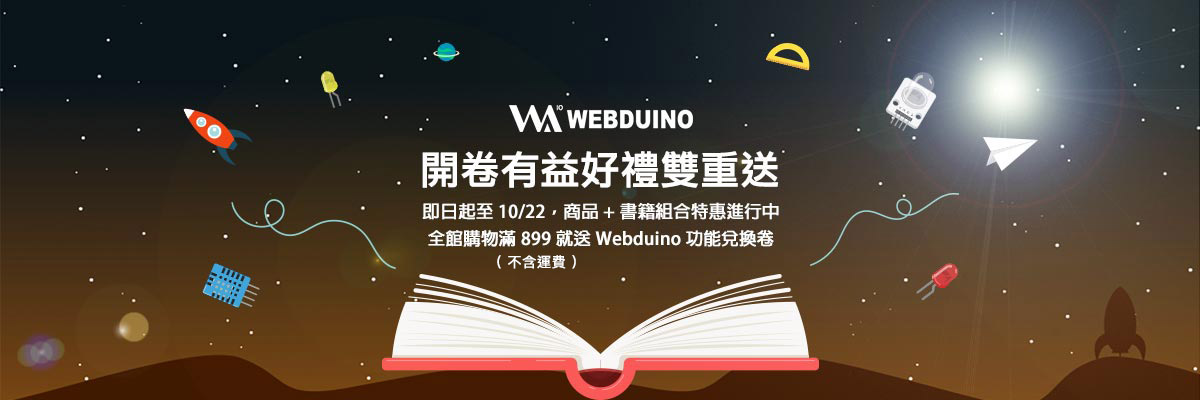 WEBDUINO
開卷有益好禮雙重送
即日起至 10/22，商品 + 書籍組合特惠進行中
全館購物滿 899 就送 Webduino 功能兌換卷
（ 不含運費 ）